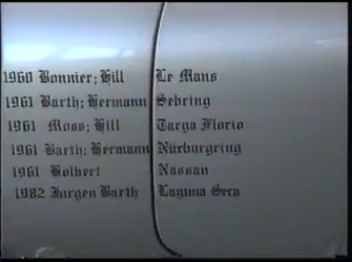 1960 Bonnier; Hill Le Mans
1961 Barth; Hermann Sebring
1961 Moss; Hill Targa Florio
1961 Barth; Hermann Nürburgring
1961 Holbert Nassau
1982 Jurgen Barth Laguna Seca